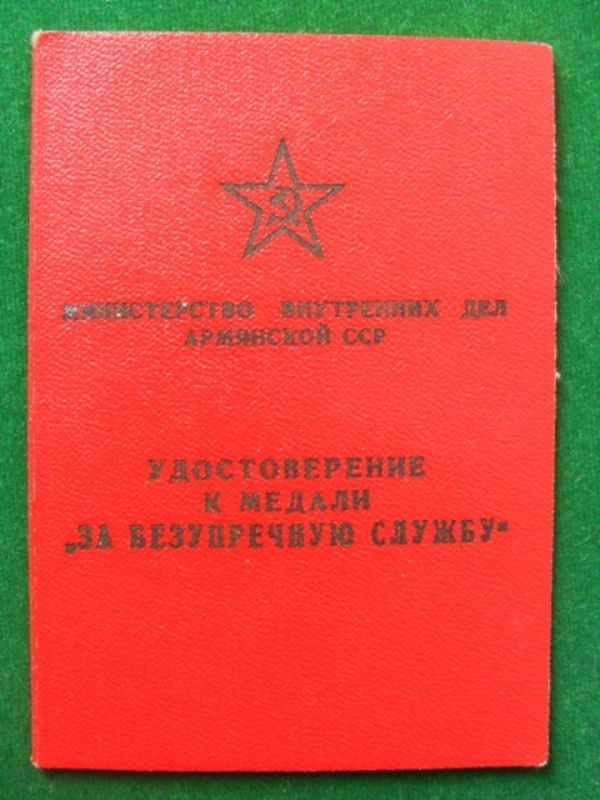 МИНИСТЕРСТВО ВНУТРЕННИХ ДЕЛ
АРМЯНСКОЙ ССР
УДОСТОВЕРЕНИЕ
К МЕДАЛИ
„ЗА БЕЗУПРЕЧНУЮ СЛУЖБУ“